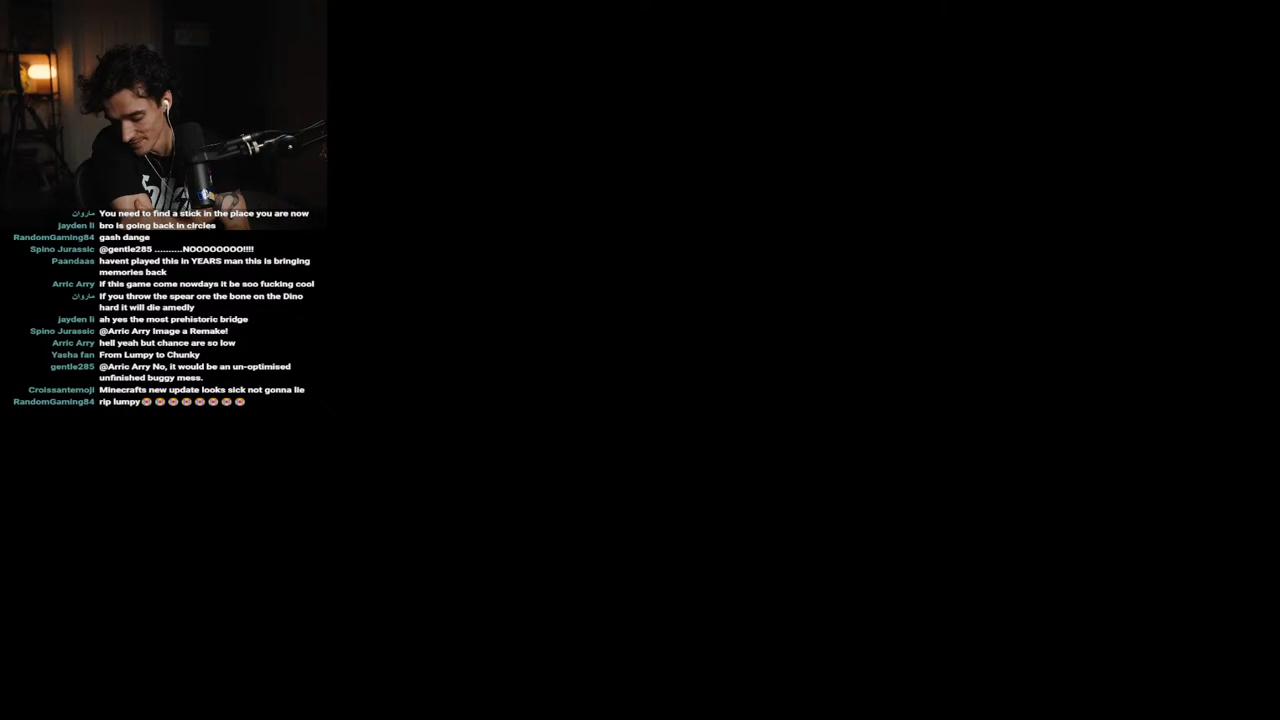 ماروان You need to find a stick in the place you are now
jayden li bro is going back in circles
RandomGaming84 gash dange
Spino Jurassic @gentle285 ..........NOOOOOOOO!!!!
Paandaas havent played this in YEARS man this is bringing
memories back
Arric Arry if this game come nowdays it be soo fucking cool
ماروان If you throw the spear ore the bone on the Dino
hard it will die amedly
jayden li ah yes the most prehistoric bridge
Spino Jurassic @Arric Arry Image a Remake!
Arric Arry hell yeah but chance are so low
Yasha fan From Lumpy to Chunky
gentle285 @Arric Arry No, it would be an un-optimised
unfinished buggy mess.
Croissantemoji Minecrafts new update looks sick not gonna lie
RandomGaming84 rip lumpy